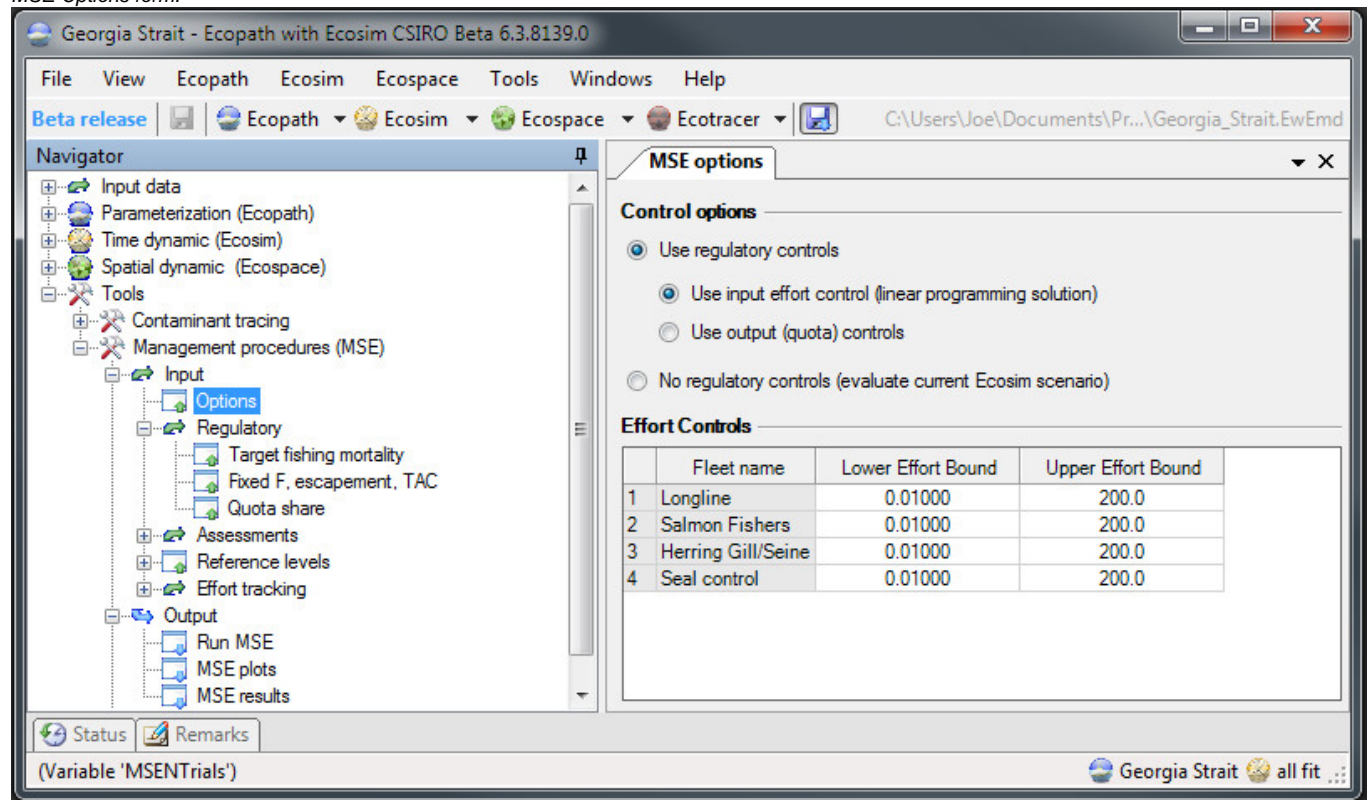 MSE Options form.
Georgia Strait - Ecopath with Ecosim CSIRO Beta 6.3.8139.0
File View Ecopath Ecosim Ecospace Tools Windows Help
Beta release Ecopath Ecosim Ecospace Ecotracer C:\Users\Joe\Documents\Pr...\Georgia_Strait.EwEmd
Navigator
Input data
Parameterization (Ecopath)
Time dynamic (Ecosim)
Spatial dynamic (Ecospace)
Tools
Contaminant tracing
Management procedures (MSE)
Input
Options
Regulatory
Target fishing mortality
Fixed F, escapement, TAC
Quota share
Assessments
Reference levels
Effort tracking
Output
Run MSE
MSE plots
MSE results
MSE options
Control options
Use regulatory controls
Use input effort control (linear programming solution)
Use output (quota) controls
No regulatory controls (evaluate current Ecosim scenario)
Effort Controls
Fleet name Lower Effort Bound Upper Effort Bound
1 Longline 0.01000 200.0
2 Salmon Fishers 0.01000 200.0
3 Herring Gill/Seine 0.01000 200.0
4 Seal control 0.01000 200.0
Status Remarks
(Variable 'MSENTrials') Georgia Strait all fit